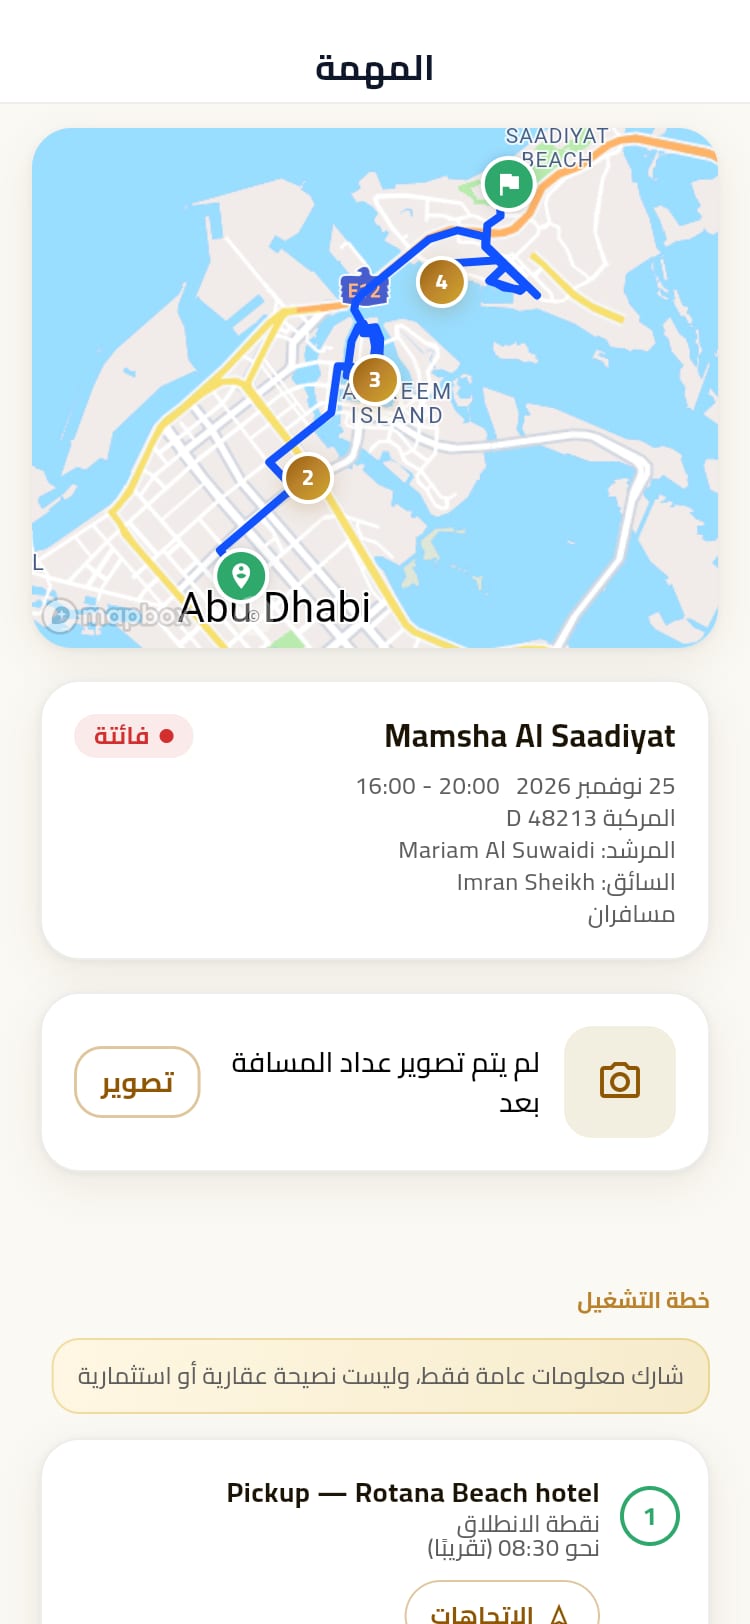 المهمة
SAADIYAT
BEACH
E12
4
3
ISLAND
2
L
Abu Dhabi
mapbox
©
Mamsha Al Saadiyat
فائتة
25 نوفمبر 2026 16:00 - 20:00
المركبة D 48213
المرشد: Mariam Al Suwaidi
السائق: Imran Sheikh
مسافران
لم يتم تصوير عداد المسافة
بعد
تصوير
خطة التشغيل
شارك معلومات عامة فقط، وليست نصيحة عقارية أو استثمارية
1
Pickup — Rotana Beach hotel
نقطة الانطلاق
نحو 08:30 (تقريبًا)
الاتجاهات